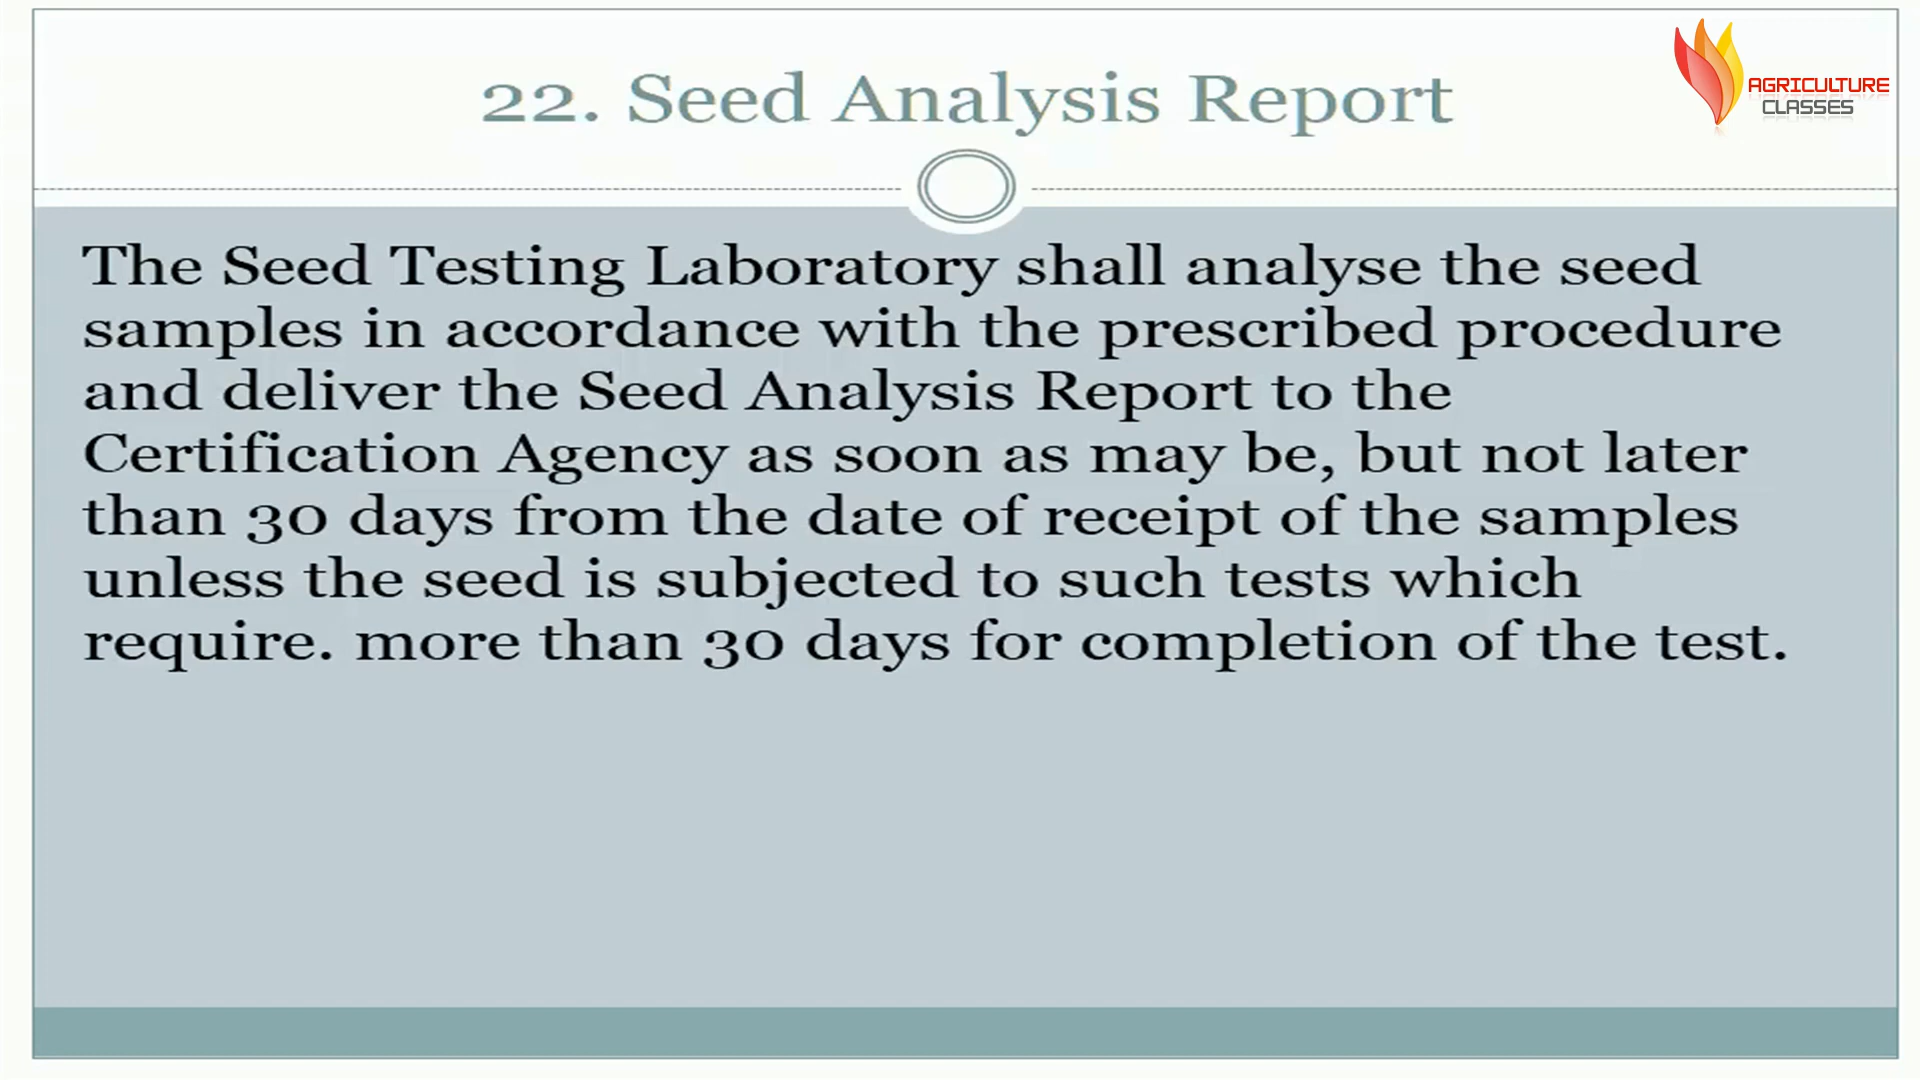 22. Seed Analysis Report
AGRICULTURE
CLASSES
The Seed Testing Laboratory shall analyse the seed
samples in accordance with the prescribed procedure
and deliver the Seed Analysis Report to the
Certification Agency as soon as may be, but not later
than 30 days from the date of receipt of the samples
unless the seed is subjected to such tests which
require. more than 30 days for completion of the test.